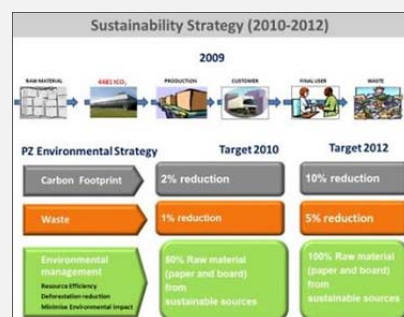 Sustainability Strategy (2010-2012)
2009
RAW MATERIAL
4481 tCO₂
PRODUCTION
CUSTOMER
FINAL USER
WASTE
PZ Environmental Strategy
Target 2010
Target 2012
Carbon Footprint
2% reduction
10% reduction
Waste
1% reduction
5% reduction
Environmental
management
Resource Efficiency
Deforestation reduction
Minimise Environmental impact
80% Raw material
(paper and board)
from
sustainable sources
100% Raw material
(paper and board)
from
sustainable sources